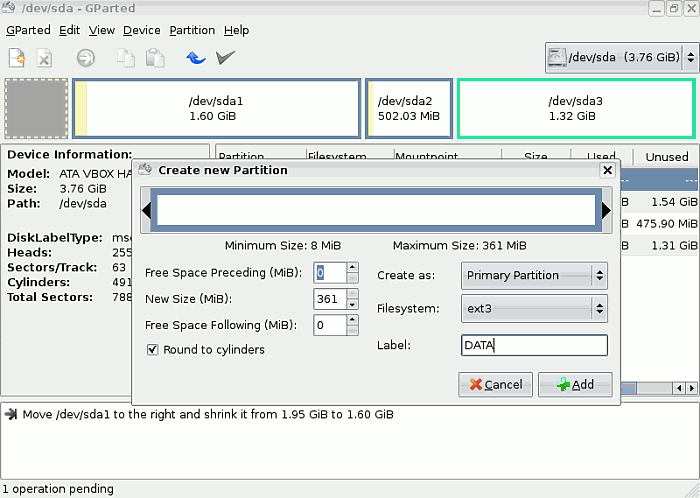 /dev/sda - GParted
GParted Edit View Device Partition Help
/dev/sda (3.76 GiB)
/dev/sda1
1.60 GiB
/dev/sda2
502.03 MiB
/dev/sda3
1.32 GiB
Device Information:
Model: ATA VBOX HA
Size: 3.76 GiB
Path: /dev/sda
DiskLabelType: msd
Heads: 255
Sectors/Track: 63
Cylinders: 491
Total Sectors: 788
Partition Filesystem Mountpoint Size Used Unused
---
B 1.54 GiB
B 475.90 MiB
B 1.31 GiB
Create new Partition
Minimum Size: 8 MiB Maximum Size: 361 MiB
Free Space Preceding (MiB): 0
New Size (MiB): 361
Free Space Following (MiB): 0
Round to cylinders
Create as: Primary Partition
Filesystem: ext3
Label: DATA
Cancel Add
Move /dev/sda1 to the right and shrink it from 1.95 GiB to 1.60 GiB
1 operation pending